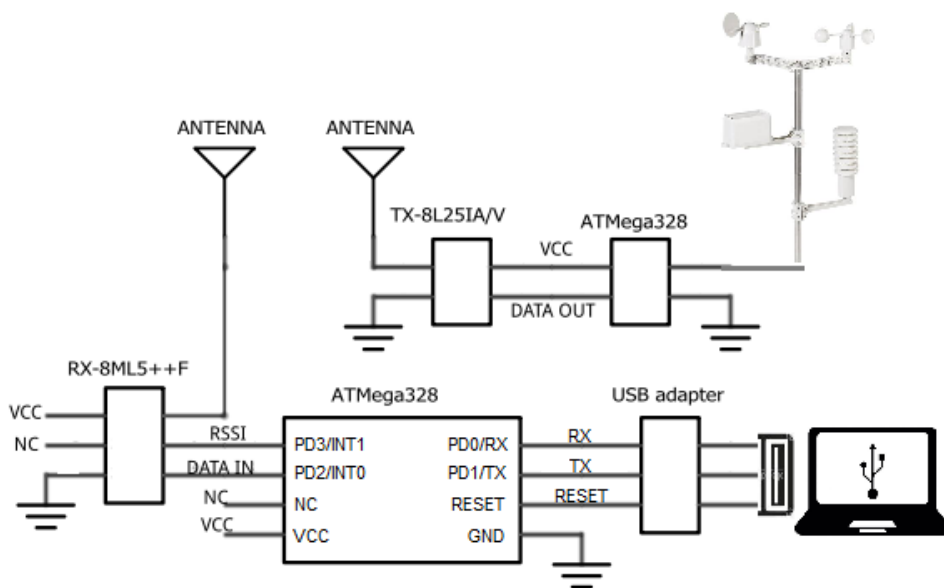 ANTENNA
ANTENNA
TX-8L25IA/V
ATMega328
VCC
DATA OUT
RX-8ML5++F
ATMega328
USB adapter
VCC
RSSI
PD3/INT1
PD0/RX
RX
NC
DATA IN
PD2/INT0
PD1/TX
TX
NC
NC
RESET
RESET
VCC
VCC
GND